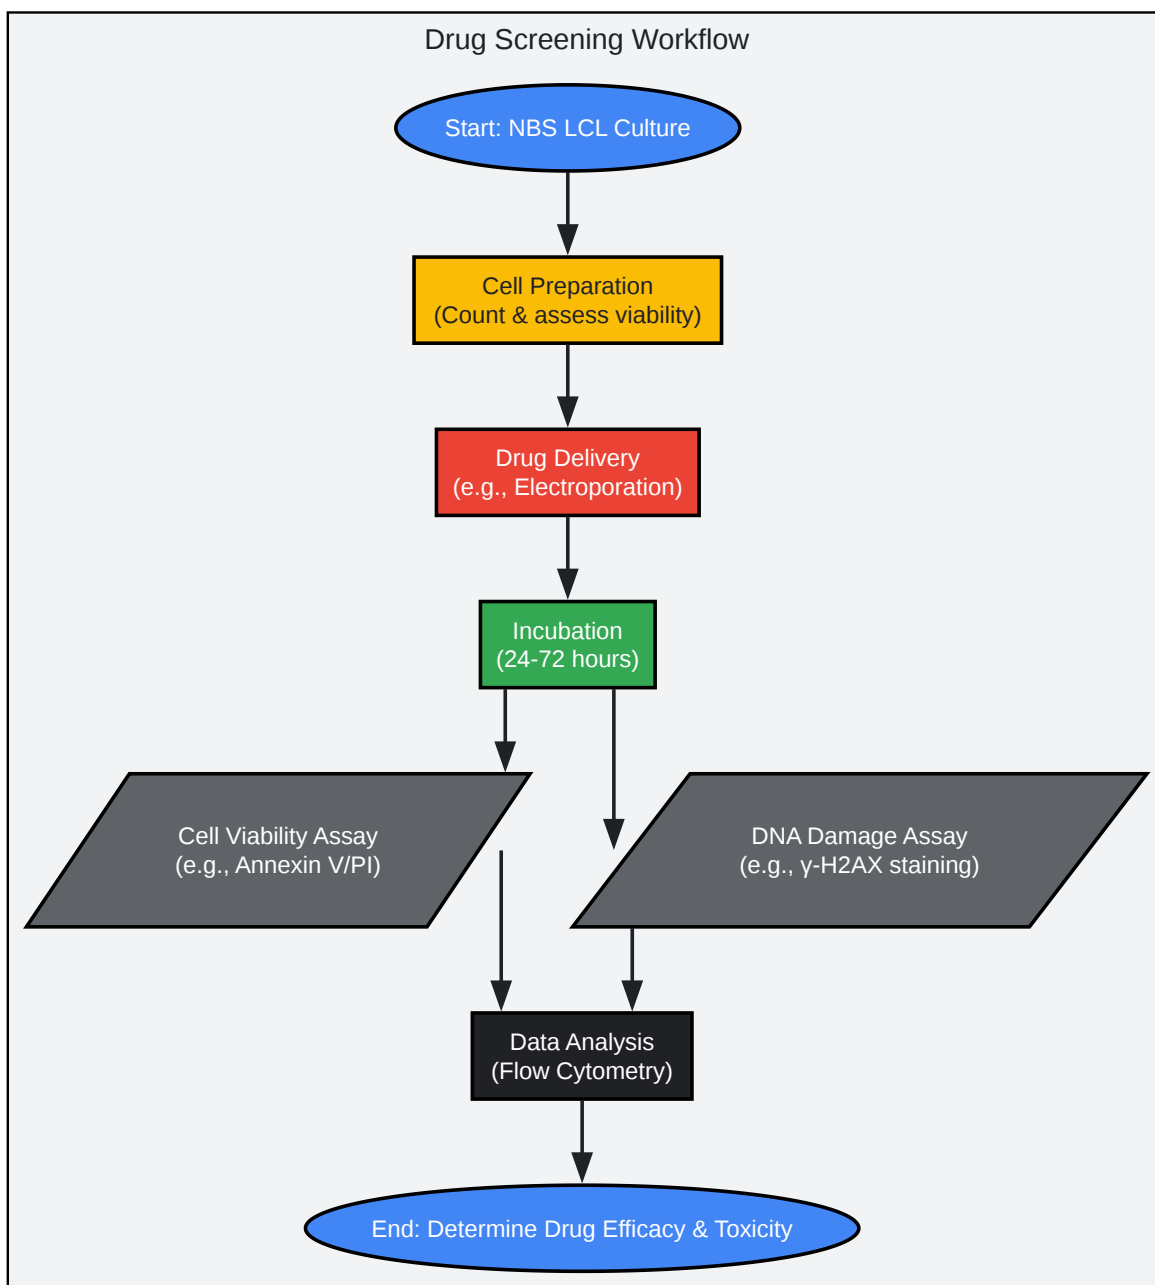 Drug Screening Workflow
Start: NBS LCL Culture
Cell Preparation
(Count & assess viability)
Drug Delivery
(e.g., Electroporation)
Incubation
(24-72 hours)
Cell Viability Assay
(e.g., Annexin V/PI)
DNA Damage Assay
(e.g., γ-H2AX staining)
Data Analysis
(Flow Cytometry)
End: Determine Drug Efficacy & Toxicity